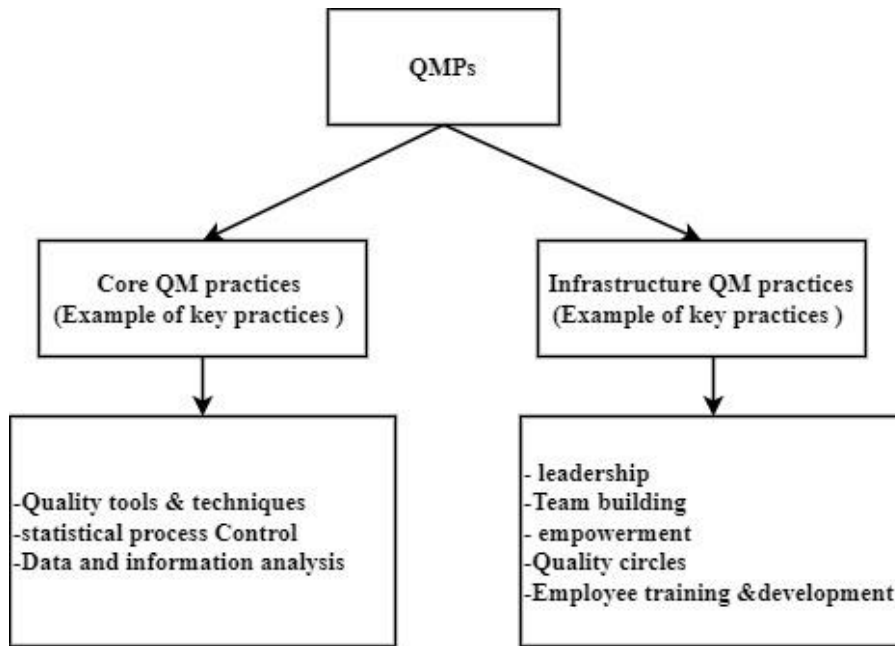 QMPs
Core QM practices
(Example of key practices )
Infrastructure QM practices
(Example of key practices )
-Quality tools & techniques
-statistical process Control
-Data and information analysis
- leadership
-Team building
- empowerment
-Quality circles
-Employee training &development